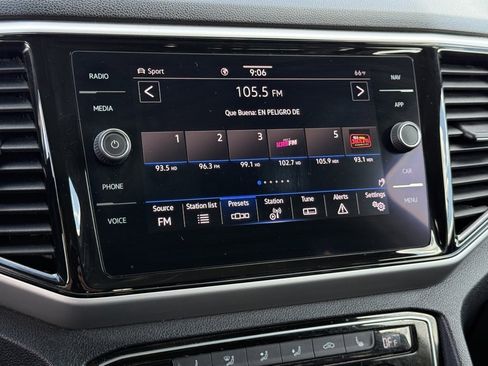 RADIO
MEDIA
PHONE
VOICE
Sport
9:06
66°F
105.5 FM
Que Buena: EN PELIGRO DE
1 2 3 5
93.5 HD 96.3 FM 99.1 HD 102.7 HD 105.9 HD 93.1 HD
Source Station list Presets Station Tune Alerts Settings
FM
NAV
APP
CAR
MENU
OFF